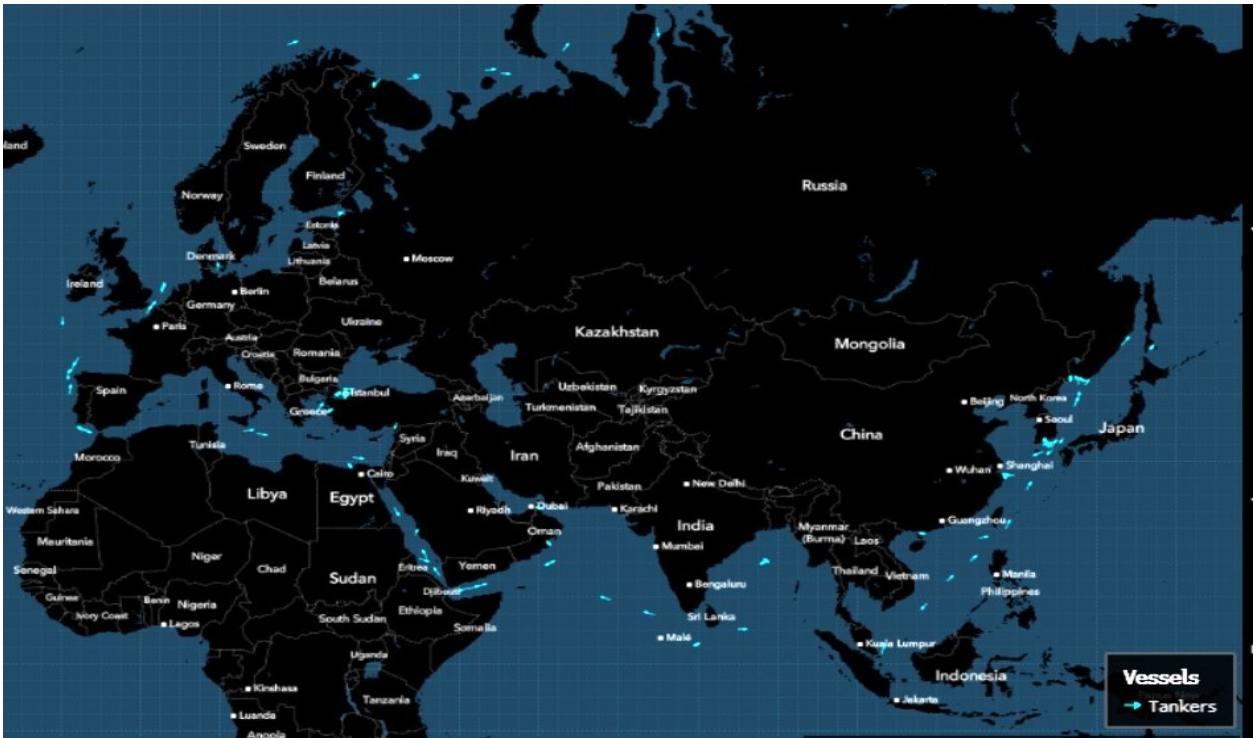 land
Sweden
Finland
Norway
Russia
Estonia
Latvia
Denmark
Lithuania
Moscow
Ireland
Belarus
Berlin
Germany
Ukraine
Paris
Kazakhstan
Mongolia
Austria
Croatia
Romania
Bulgaria
Rome
Spain
Istanbul
Uzbekistan
Kyrgyzstan
Azerbaijan
Turkmenistan
Tajikistan
Beijing
North Korea
Greece
Seoul
Japan
China
Syria
Tunisia
Iraq
Iran
Afghanistan
Morocco
Cairo
Wuhan
Shanghai
Kuwait
Pakistan
New Delhi
Libya
Egypt
Western Sahara
Riyadh
Dubai
Karachi
Oman
India
Guangzhou
Myanmar
(Burma)
Laos
Mauritania
Mumbai
Niger
Chad
Sudan
Eritrea
Yemen
Senegal
Thailand
Vietnam
Manila
Bengaluru
Philippines
Guinea
Benin
Nigeria
Djibouti
Ethiopia
Ivory Coast
South Sudan
Sri Lanka
Lagos
Somalia
Malé
Kuala Lumpur
Uganda
Indonesia
Kinshasa
Tanzania
Jakarta
Luanda
Angola
Vessels
Papua New
Tankers